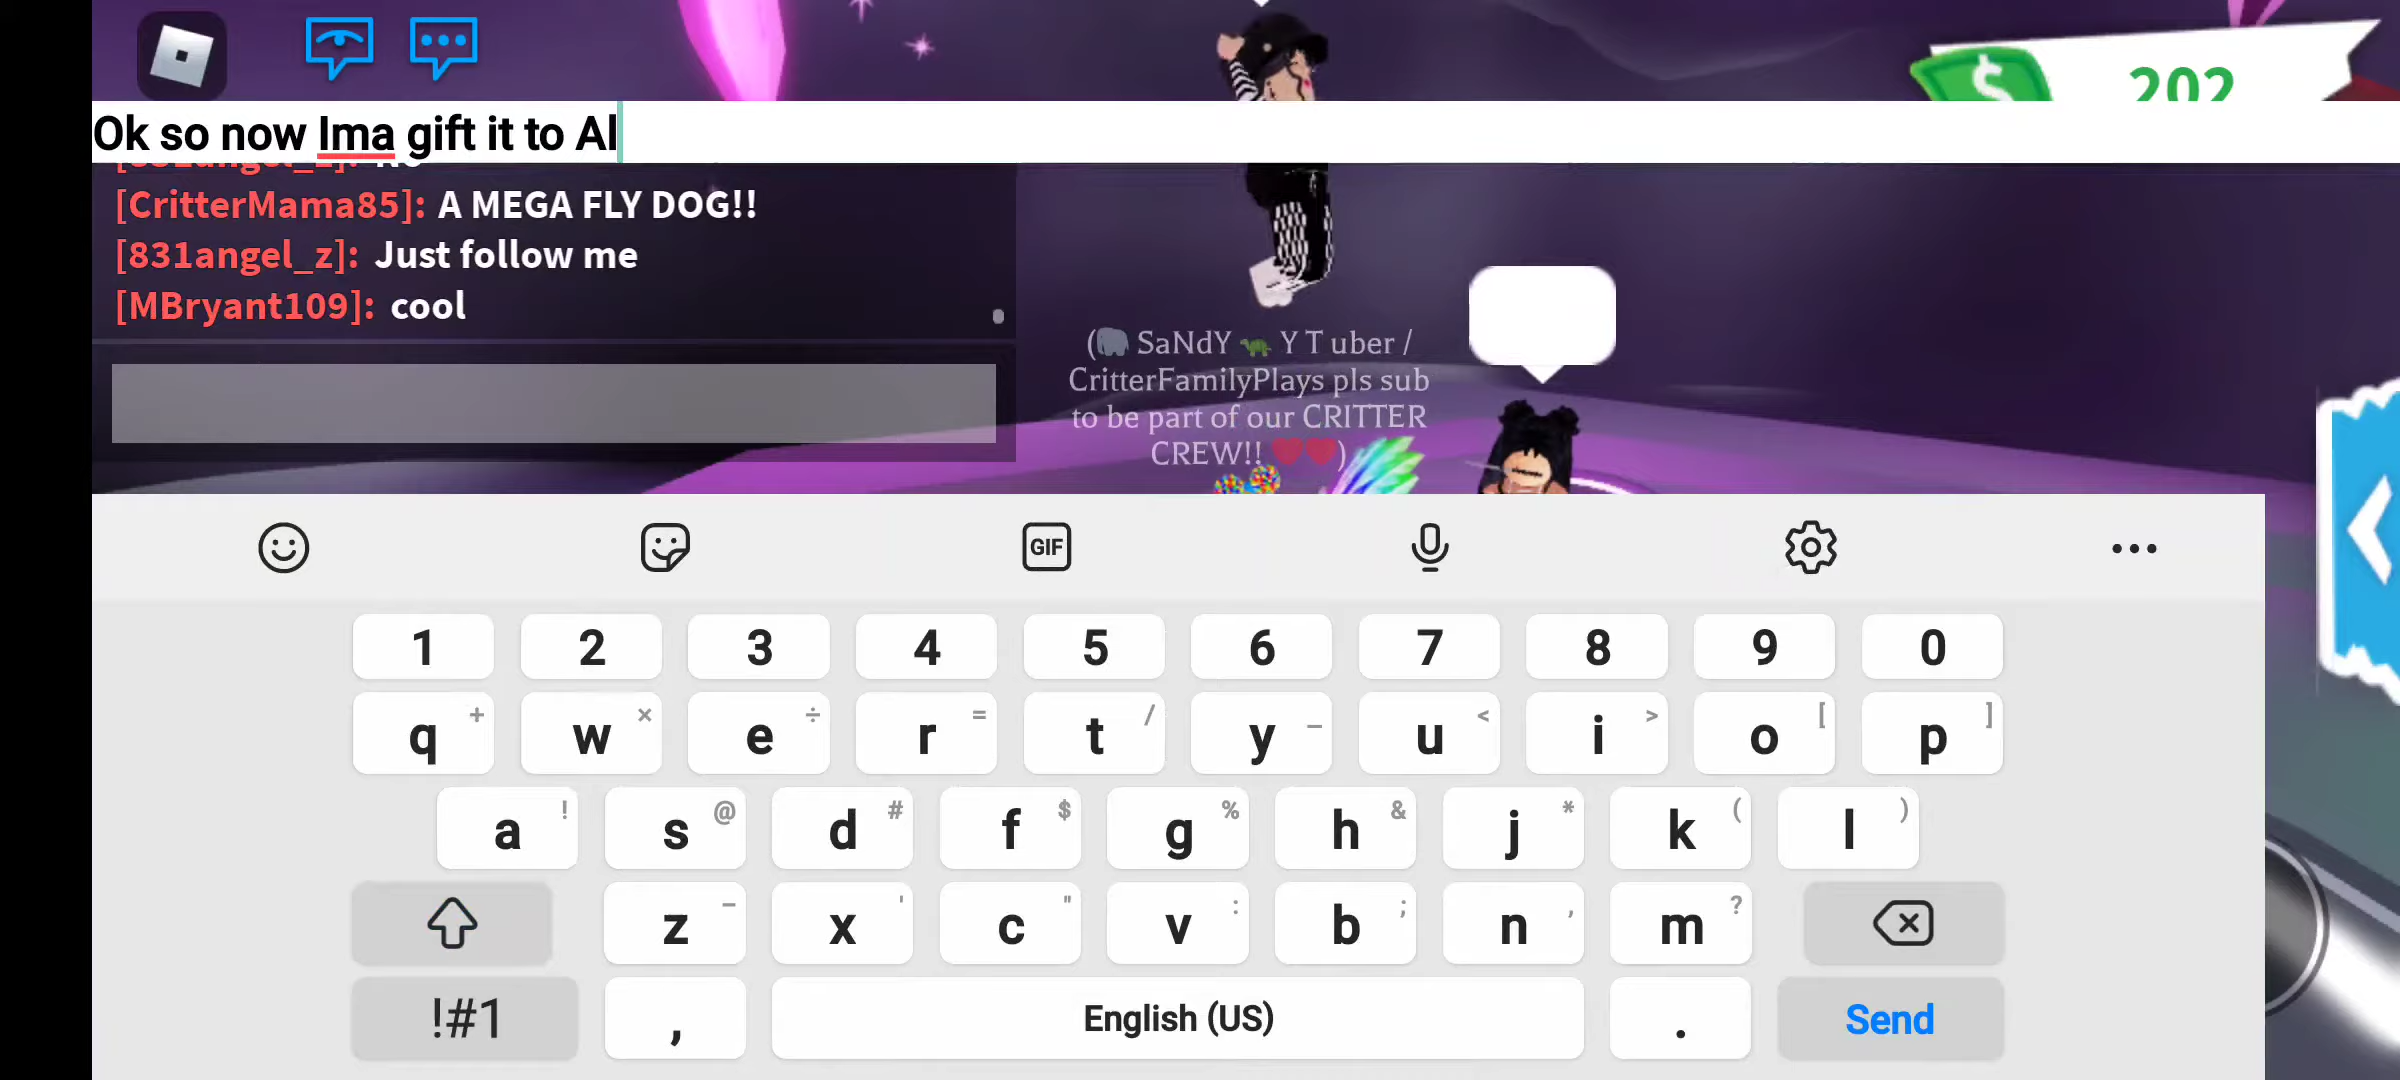 202
Ok so now Ima gift it to Al
[CritterMama85]: A MEGA FLY DOG!!
[831angel_z]: Just follow me
[MBryant109]: cool
(🐘 SaNdY 🐢 Y T uber /
CritterFamilyPlays pls sub
to be part of our CRITTER
CREW!! ❤️❤️)
GIF
1 2 3 4 5 6 7 8 9 0
q + w × e ÷ r = t / y _ u < i > o [ p ]
a ! s @ d # f $ g % h & j * k ( l )
z - x ' c " v : b ; n , m ?
!#1 , English (US) . Send